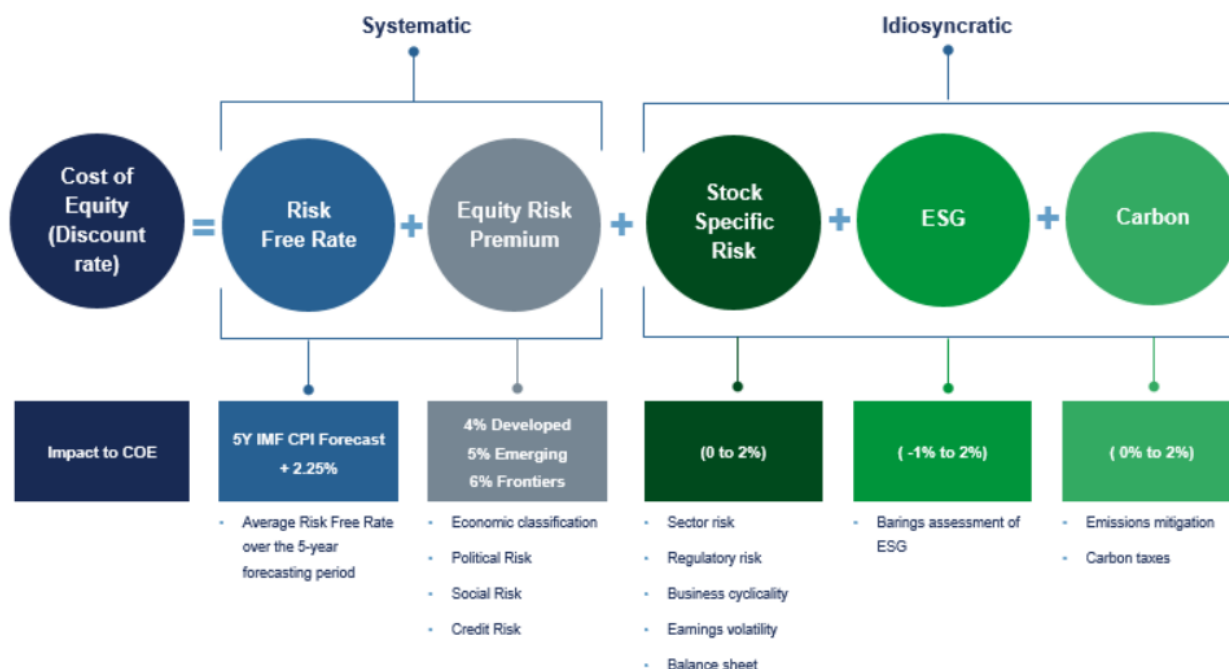 Systematic
Idiosyncratic
Cost of
Equity
(Discount
rate)
=
Risk
Free Rate
+
Equity Risk
Premium
+
Stock
Specific
Risk
+
ESG
+
Carbon
Impact to COE
5Y IMF CPI Forecast
+ 2.25%
4% Developed
5% Emerging
6% Frontiers
(0 to 2%)
( -1% to 2%)
( 0% to 2%)
- Average Risk Free Rate
over the 5-year
forecasting period
- Economic classification
- Political Risk
- Social Risk
- Credit Risk
- Sector risk
- Regulatory risk
- Business cyclicality
- Earnings volatility
- Balance sheet
- Barings assessment of
ESG
- Emissions mitigation
- Carbon taxes